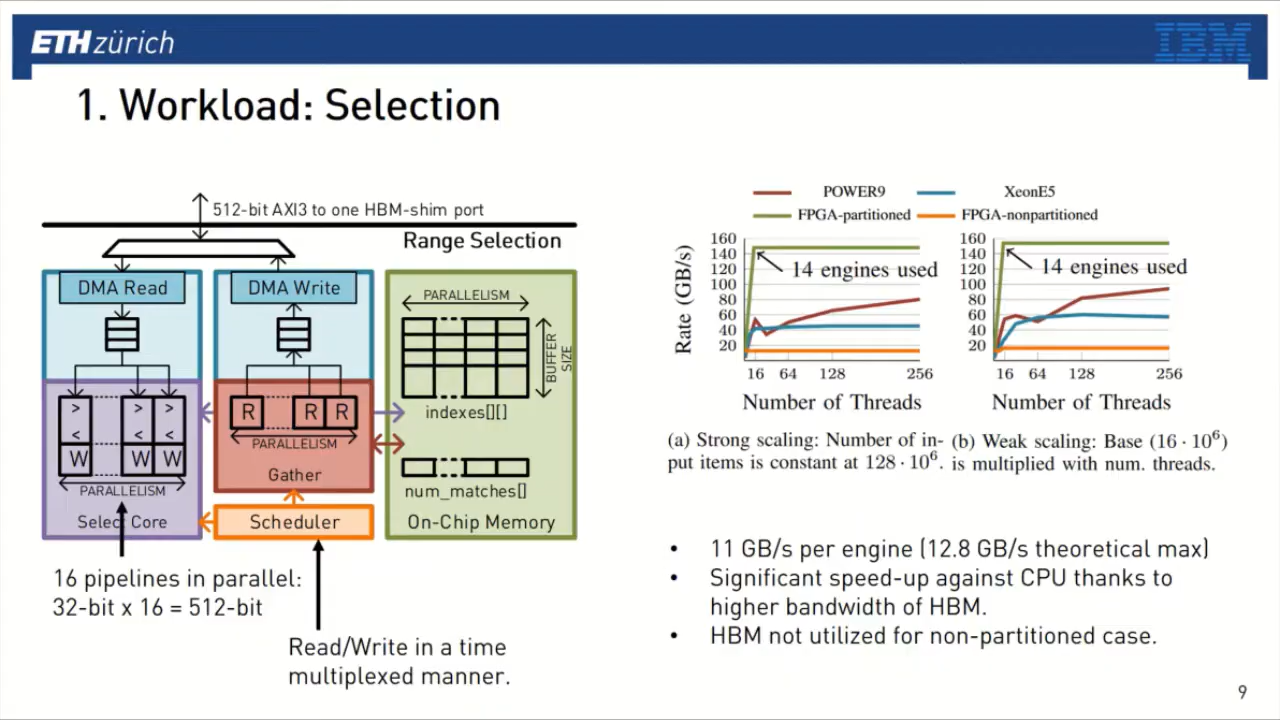 ETH zürich
IBM
1. Workload: Selection
512-bit AXI3 to one HBM-shim port
Range Selection
DMA Read
DMA Write
PARALLELISM
BUFFER
SIZE
> > >
< < <
W W W
PARALLELISM
Select Core
R R R
PARALLELISM
Gather
Scheduler
indexes[][]
num_matches[]
On-Chip Memory
16 pipelines in parallel:
32-bit x 16 = 512-bit
Read/Write in a time
multiplexed manner.
POWER9 XeonE5
FPGA-partitioned FPGA-nonpartitioned
Rate (GB/s)
160
140
120
100
80
60
40
20
14 engines used
16 64 128 256
Number of Threads
160
140
120
100
80
60
40
20
14 engines used
16 64 128 256
Number of Threads
(a) Strong scaling: Number of in-
put items is constant at 128 · 10⁶.
(b) Weak scaling: Base (16 · 10⁶)
is multiplied with num. threads.
• 11 GB/s per engine (12.8 GB/s theoretical max)
• Significant speed-up against CPU thanks to
higher bandwidth of HBM.
• HBM not utilized for non-partitioned case.
9